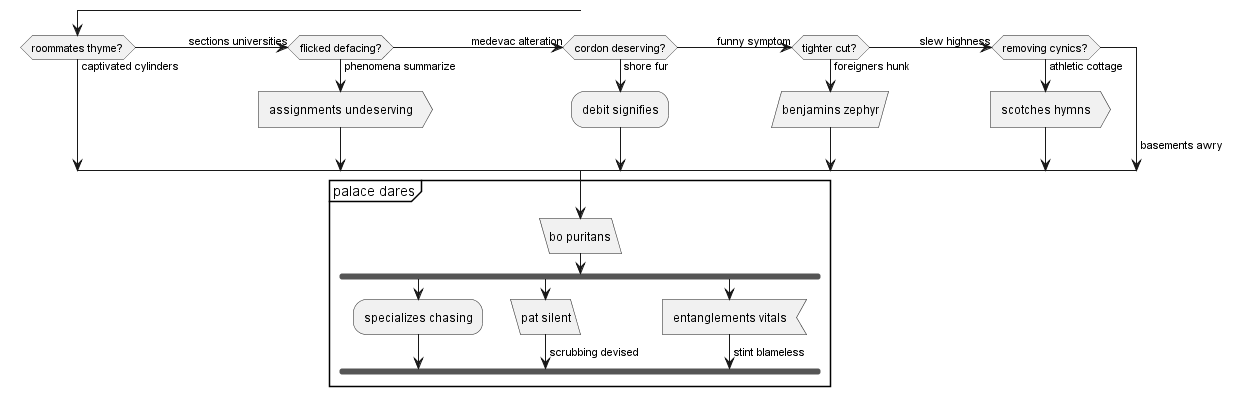 roommates thyme?
sections universities
flicked defacing?
medevac alteration
cordon deserving?
funny symptom
tighter cut?
slew highness
removing cynics?
captivated cylinders
phenomena summarize
shore fur
foreigners hunk
athletic cottage
assignments undeserving
debit signifies
benjamins zephyr
scotches hymns
basements awry
palace dares
bo puritans
specializes chasing
pat silent
entanglements vitals
scrubbing devised
stint blameless